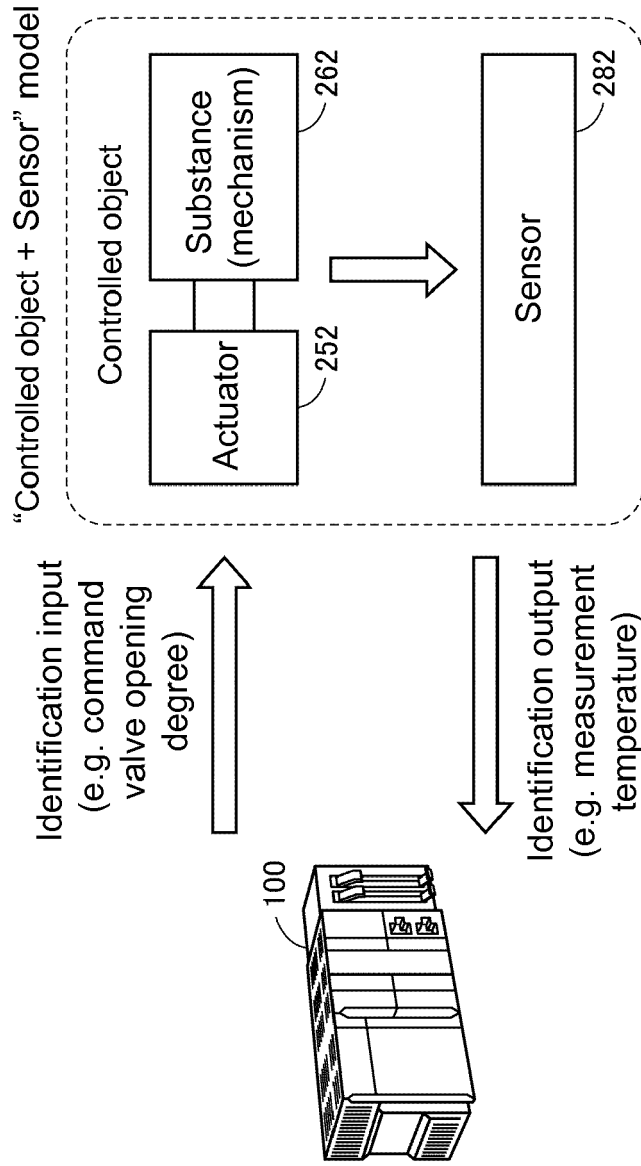 “Controlled object + Sensor” model
Identification input
(e.g. command
valve opening
degree)
Controlled object
Actuator
252
Substance
(mechanism)
262
100
Identification output
(e.g. measurement
temperature)
Sensor
282